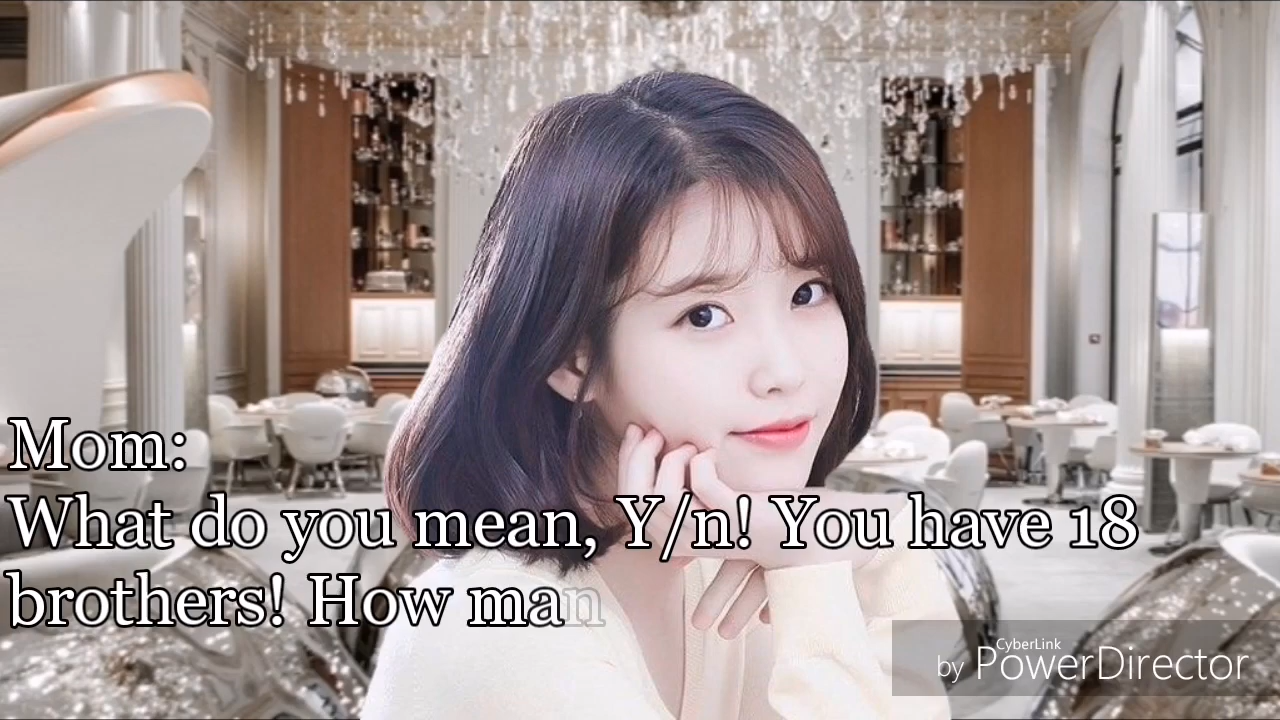 Mom:
What do you mean, Y/n! You have 18
brothers! How man
CyberLink
by PowerDirector